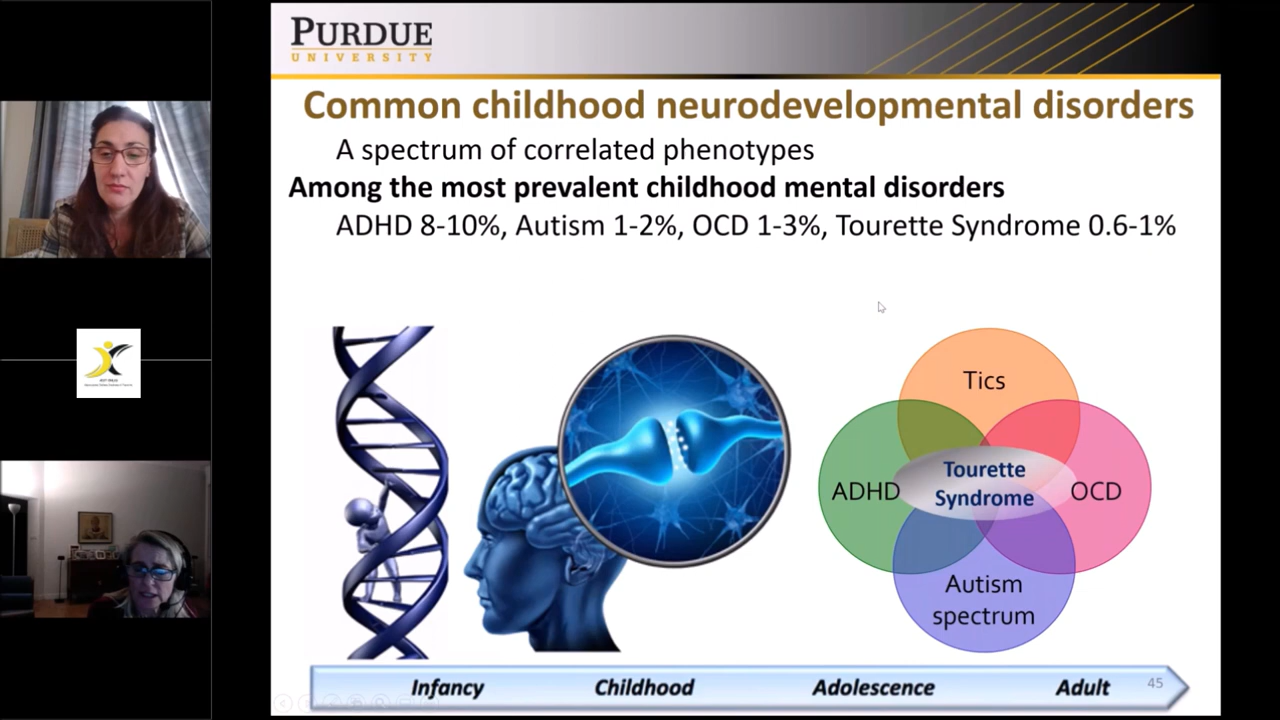 PURDUE
UNIVERSITY
Common childhood neurodevelopmental disorders
A spectrum of correlated phenotypes
Among the most prevalent childhood mental disorders
ADHD 8-10%, Autism 1-2%, OCD 1-3%, Tourette Syndrome 0.6-1%
Tics
ADHD
Tourette
Syndrome
OCD
Autism
spectrum
Infancy
Childhood
Adolescence
Adult
45